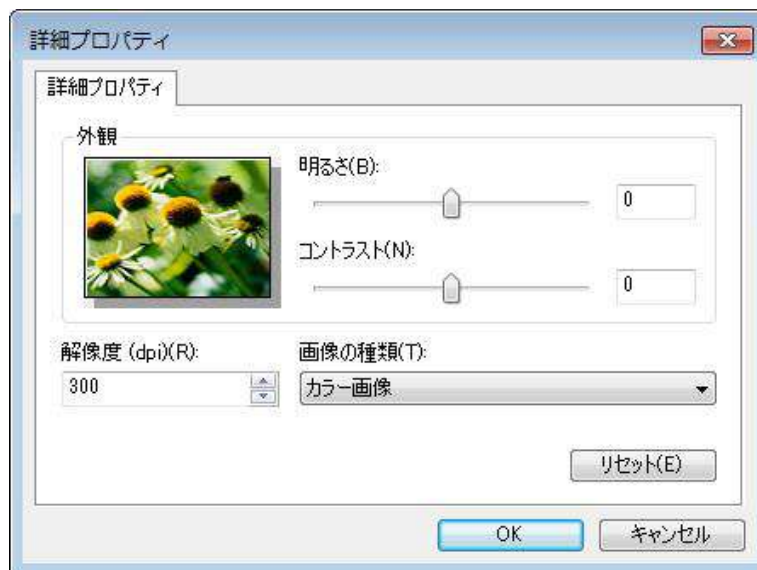 詳細プロパティ
詳細プロパティ
外観
明るさ(B):
0
コントラスト(N):
0
解像度 (dpi)(R):
300
画像の種類(T):
カラー画像
リセット(E)
OK
キャンセル